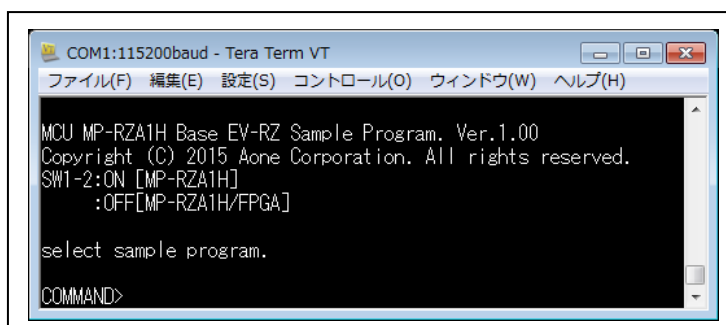 COM1:115200baud - Tera Term VT
ファイル(F) 編集(E) 設定(S) コントロール(O) ウィンドウ(W) ヘルプ(H)
MCU MP-RZA1H Base EV-RZ Sample Program. Ver.1.00
Copyright (C) 2015 Aone Corporation. All rights reserved.
SW1-2:ON [MP-RZA1H]
:OFF[MP-RZA1H/FPGA]
select sample program.
COMMAND>